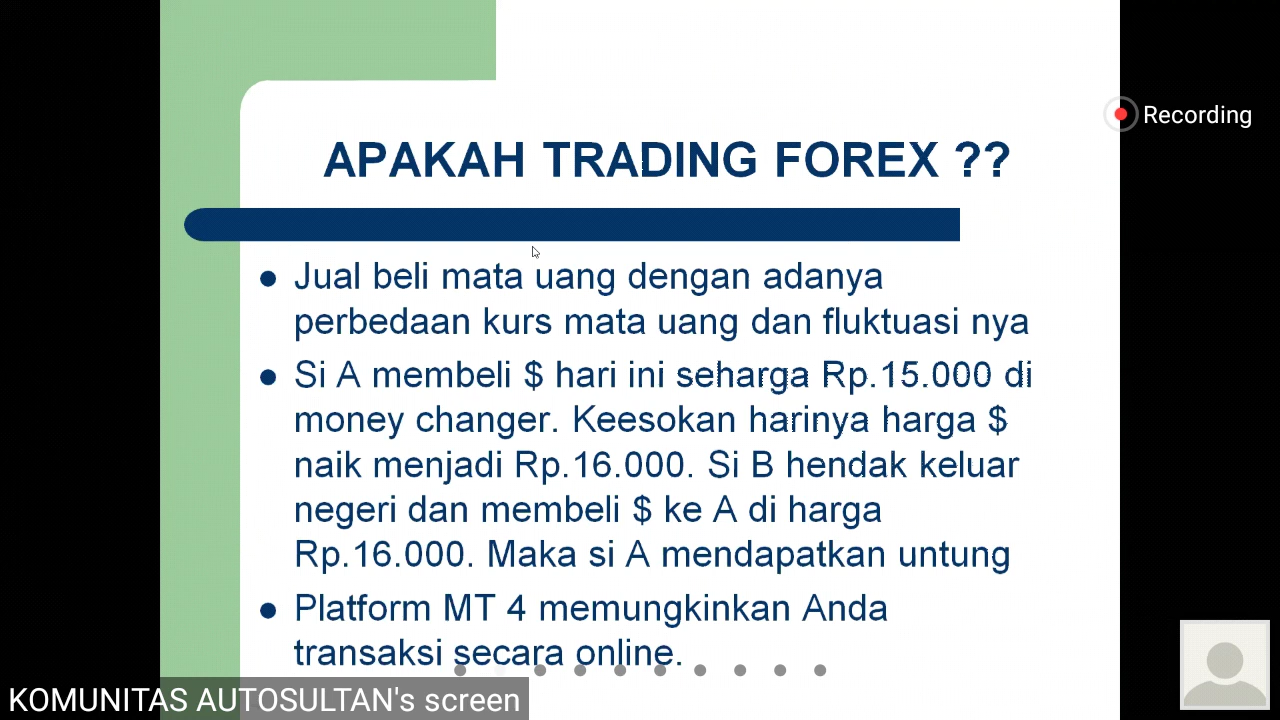 Recording
APAKAH TRADING FOREX ??
Jual beli mata uang dengan adanya
perbedaan kurs mata uang dan fluktuasi nya
Si A membeli $ hari ini seharga Rp.15.000 di
money changer. Keesokan harinya harga $
naik menjadi Rp.16.000. Si B hendak keluar
negeri dan membeli $ ke A di harga
Rp.16.000. Maka si A mendapatkan untung
Platform MT 4 memungkinkan Anda
transaksi secara online.
KOMUNITAS AUTOSULTAN's screen